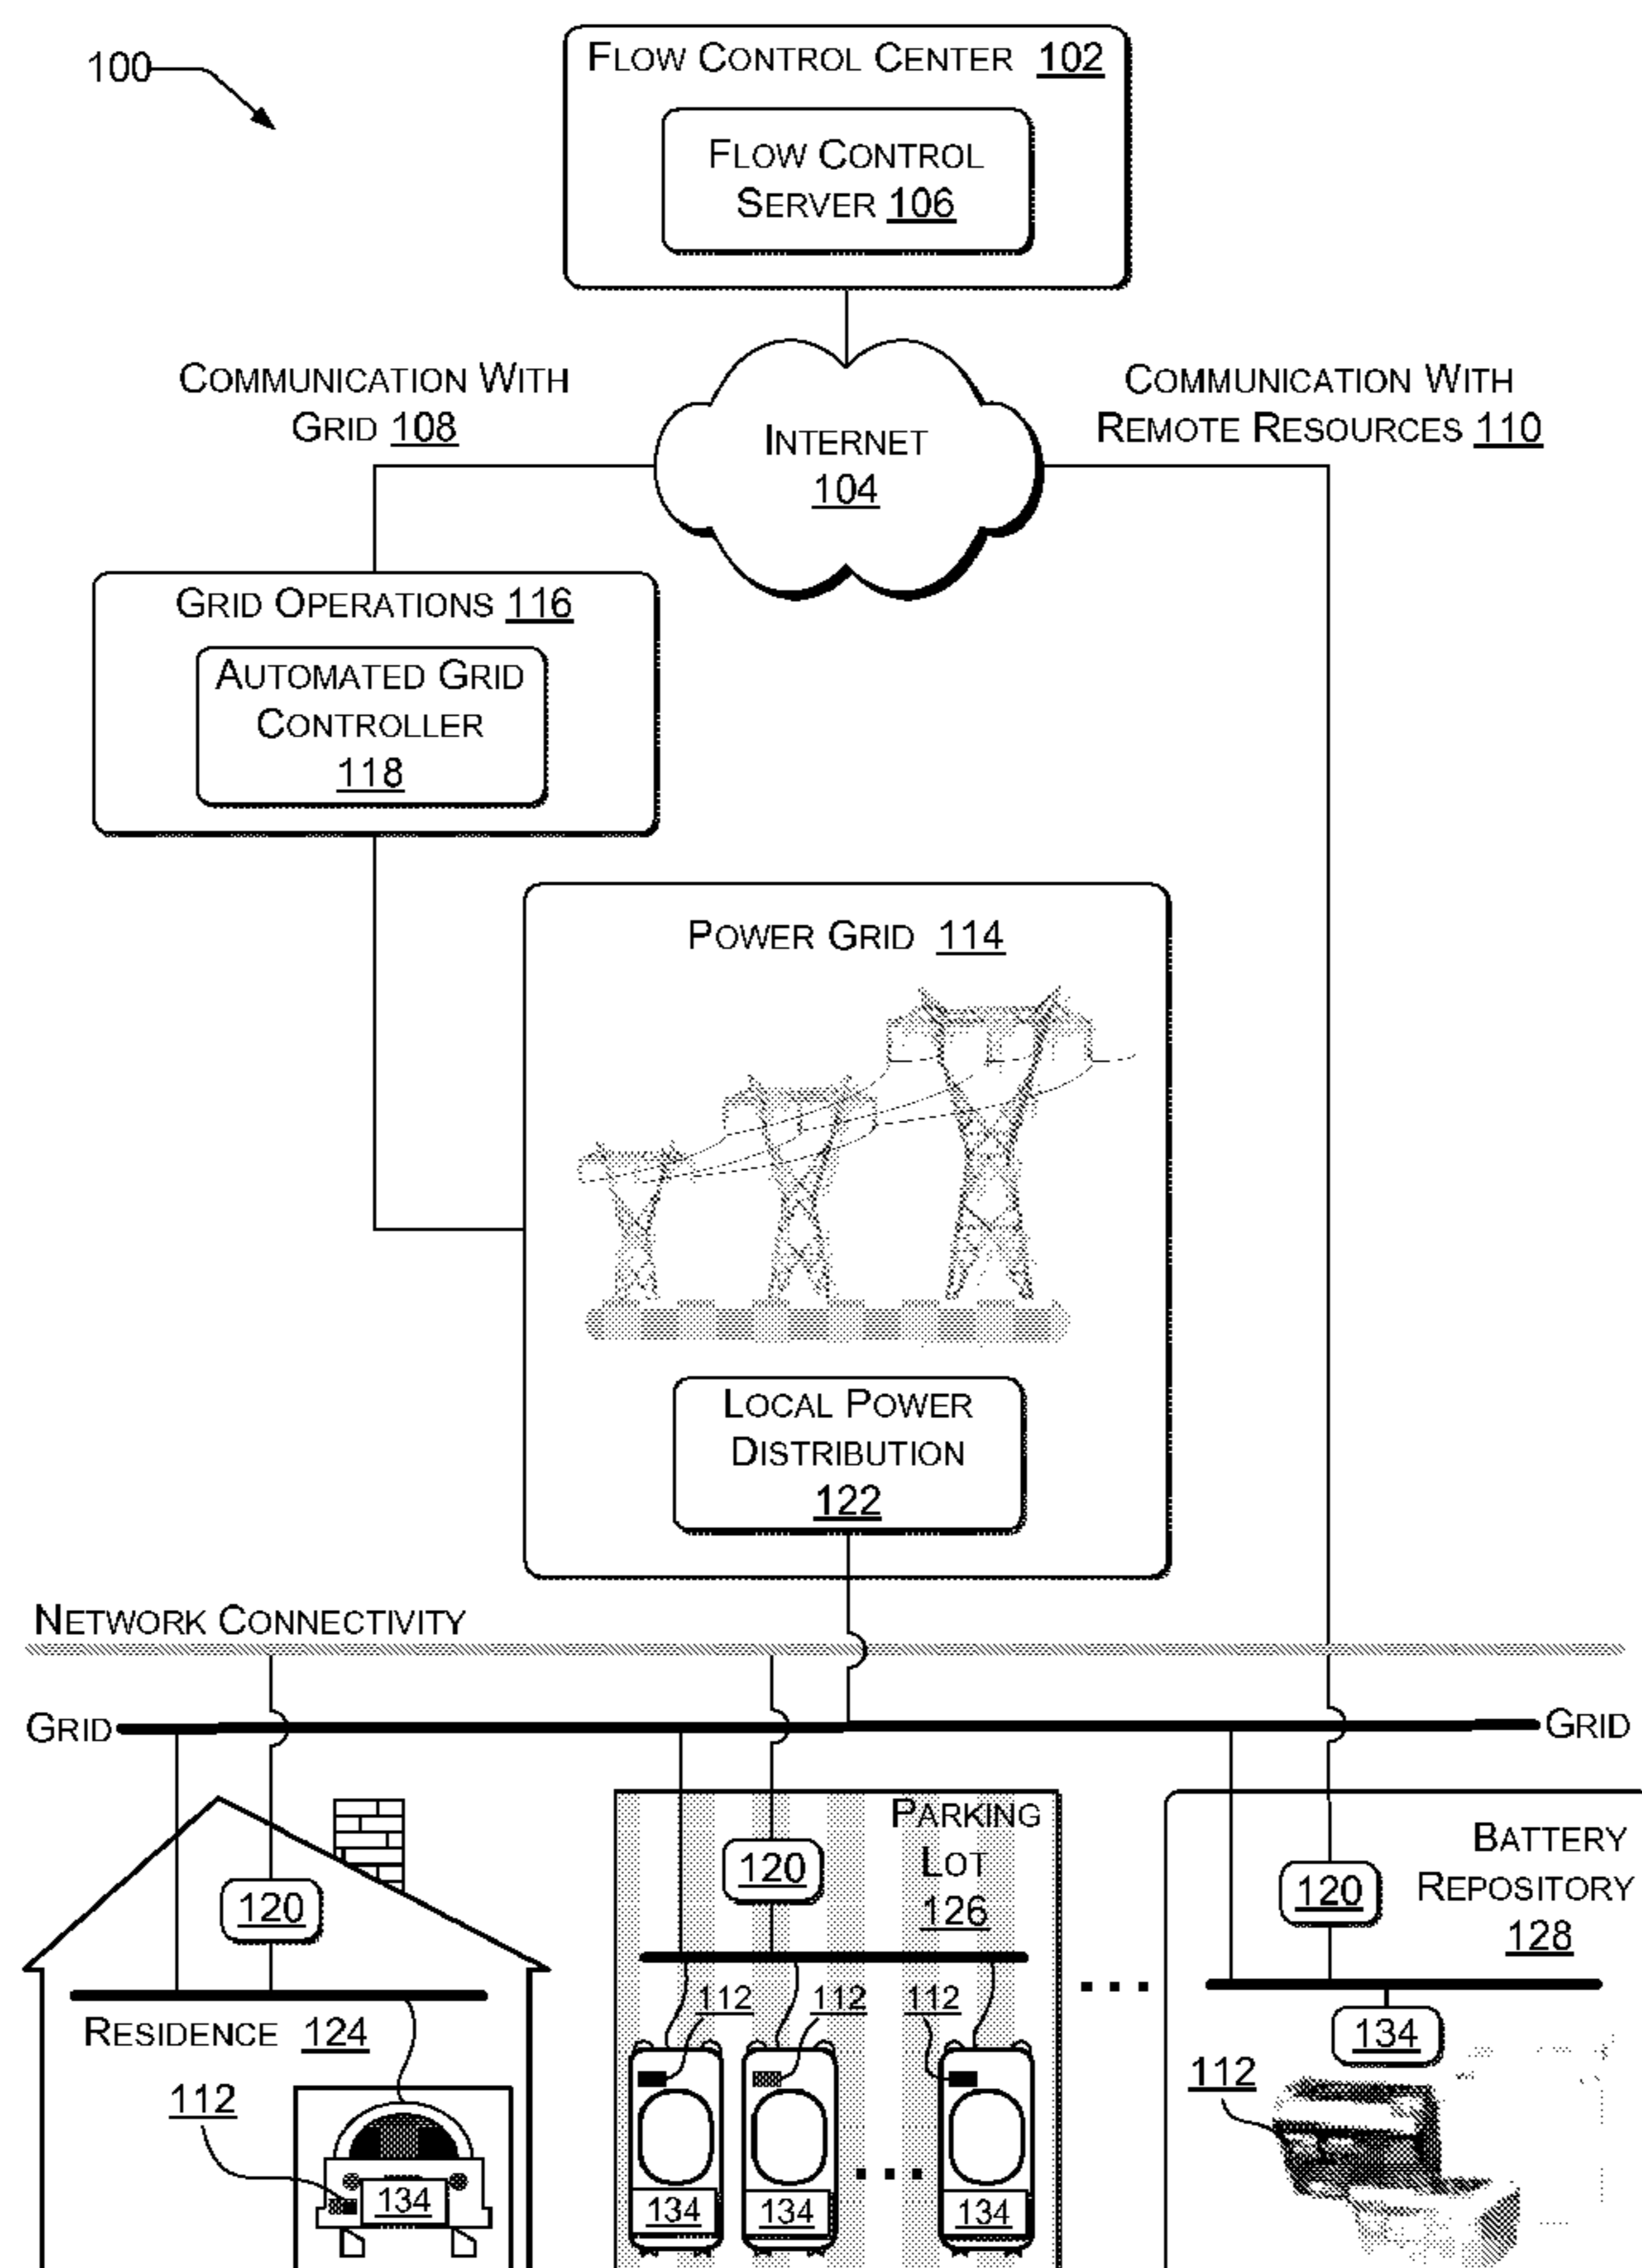 100
FLOW CONTROL CENTER 102
FLOW CONTROL
SERVER 106
COMMUNICATION WITH
GRID 108
INTERNET
104
COMMUNICATION WITH
REMOTE RESOURCES 110
GRID OPERATIONS 116
AUTOMATED GRID
CONTROLLER
118
POWER GRID 114
LOCAL POWER
DISTRIBUTION
122
NETWORK CONNECTIVITY
GRID
GRID
120
RESIDENCE 124
112
134
PARKING
LOT
126
120
112 112 112
134 134 134
BATTERY
REPOSITORY
128
120
134
112